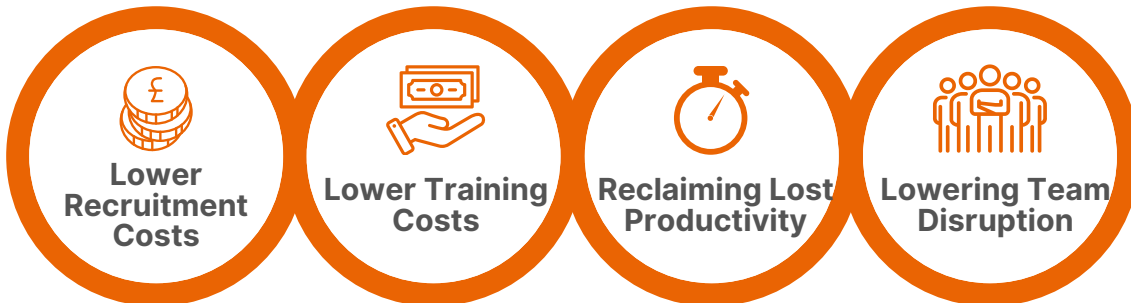 £
Lower
Recruitment
Costs
Lower Training
Costs
Reclaiming Lost
Productivity
Lowering Team
Disruption